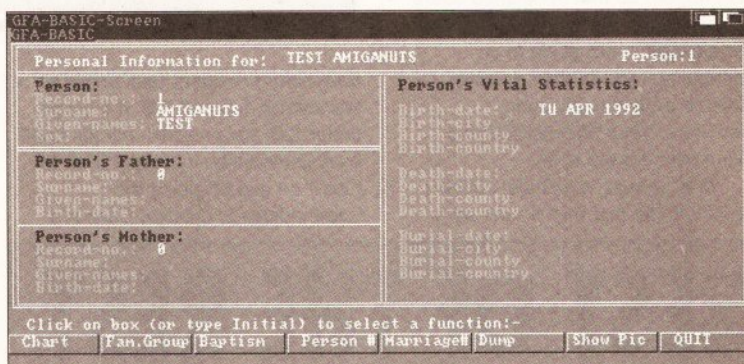 GFA-BASIC-Screen
GFA-BASIC
Personal Information for: TEST AMIGANUTS Person:1
Person:
Record-no.: 1
Surname: AMIGANUTS
Given-names: TEST
Sex:
Person's Father:
Record-no.: 0
Surname:
Given-names:
Birth-date:
Person's Mother:
Record-no.: 0
Surname:
Given-names:
Birth-date:
Person's Vital Statistics:
Birth-date: TU APR 1992
Birth-city
Birth-county
Birth-country
Death-date:
Death-city
Death-county
Death-country
Burial-date:
Burial-city
Burial-county
Burial-country
Click on box (or type Initial) to select a function:-
Chart Fam.Group Baptism Person # Marriage# Dump Show Pic QUIT